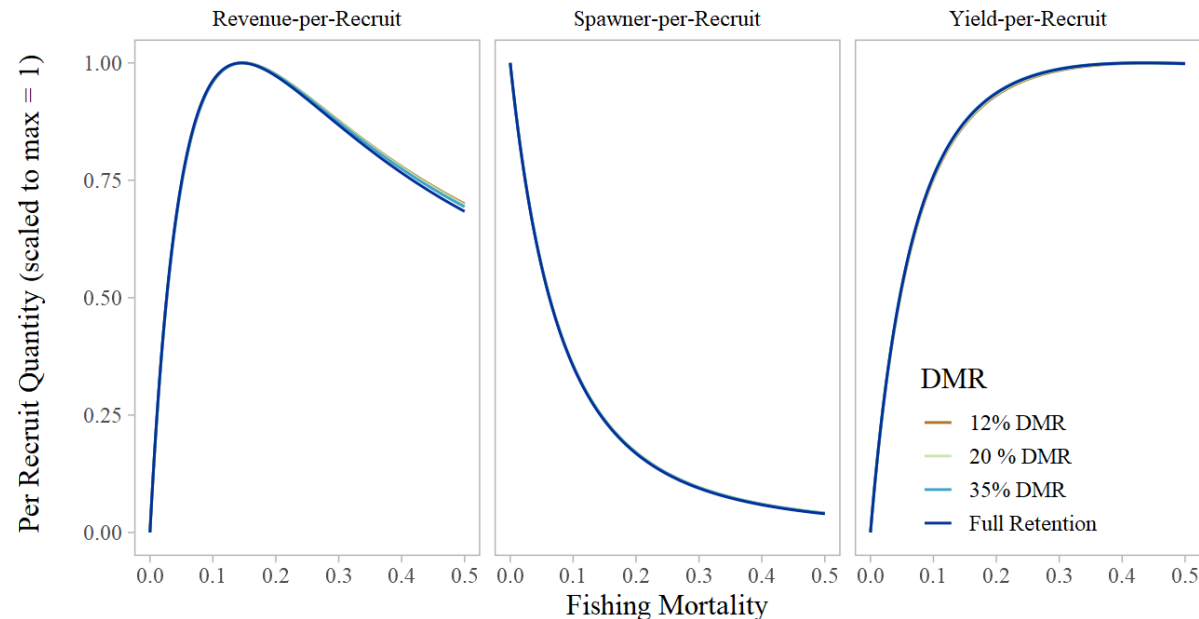 Revenue-per-Recruit
Spawner-per-Recruit
Yield-per-Recruit
Per Recruit Quantity (scaled to max = 1)
1.00
0.75
0.50
0.25
0.00
0.0 0.1 0.2 0.3 0.4 0.5
0.0 0.1 0.2 0.3 0.4 0.5
0.0 0.1 0.2 0.3 0.4 0.5
Fishing Mortality
DMR
12% DMR
20 % DMR
35% DMR
Full Retention